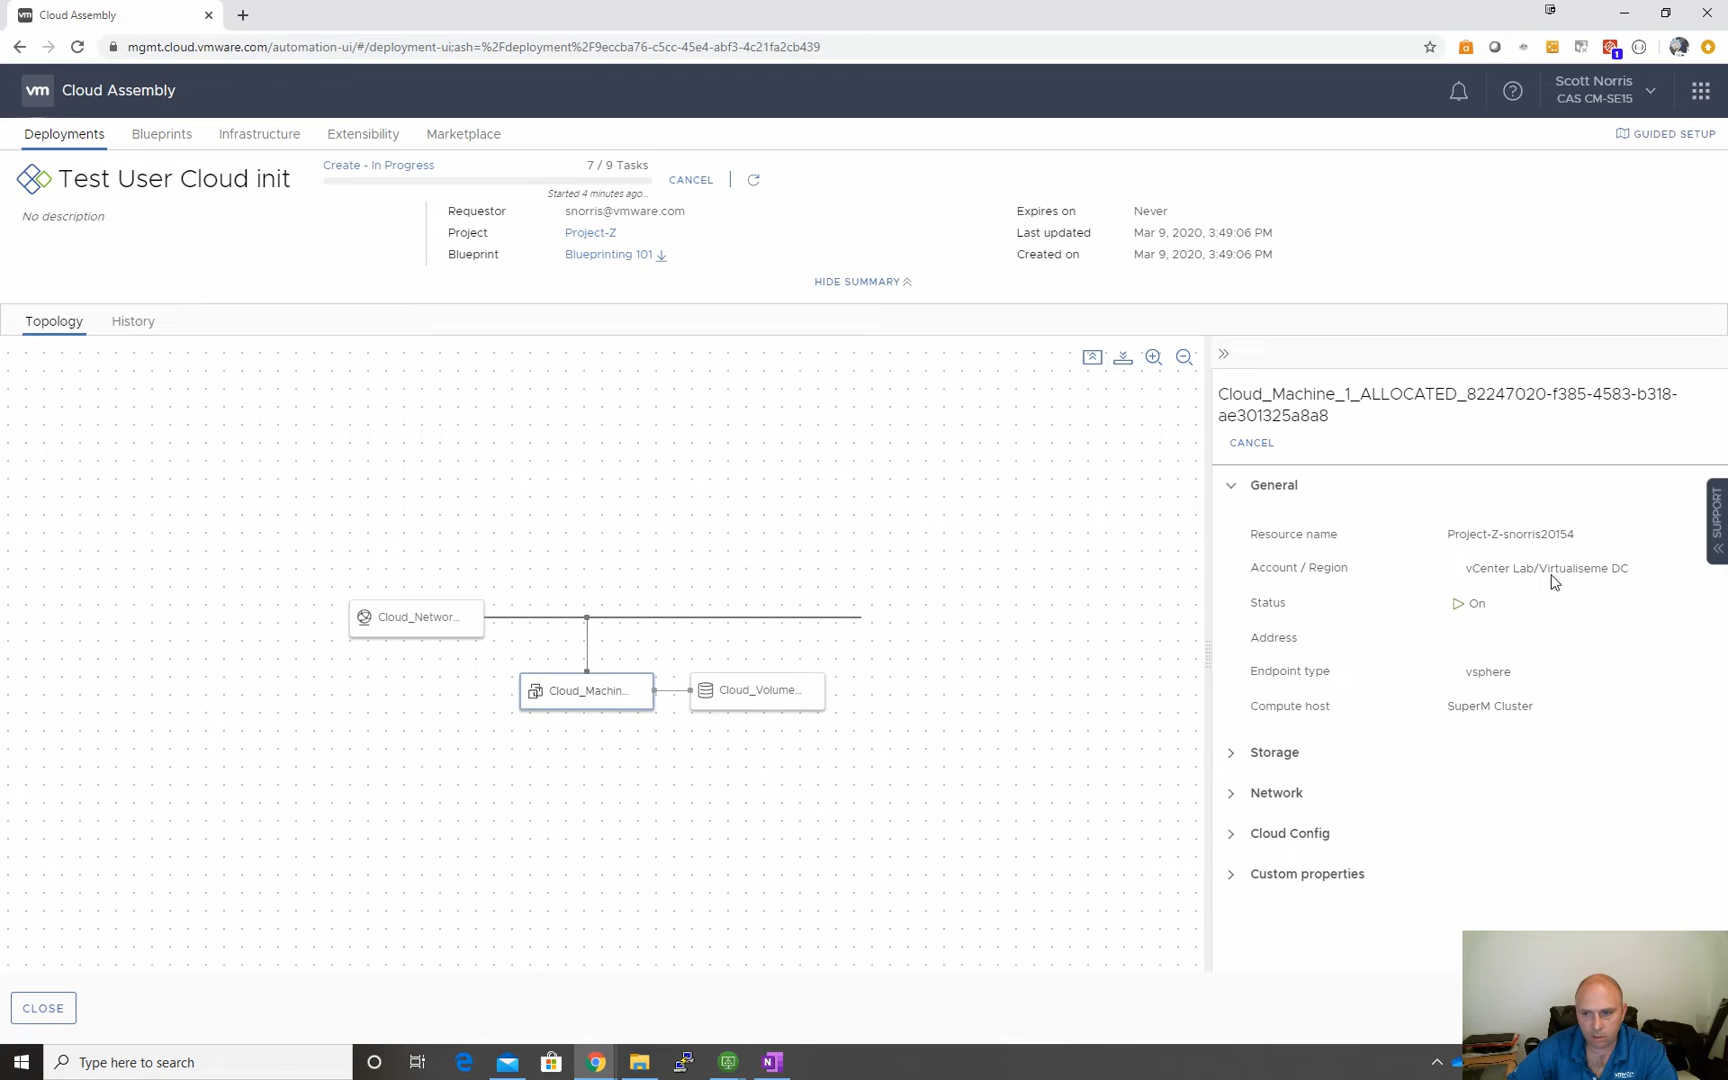 vm Cloud Assembly
mgmt.cloud.vmware.com/automation-ui/#/deployment-ui;ash=%2Fdeployment%2F9eccba76-c5cc-45e4-abf3-4c21fa2cb439
1
vm Cloud Assembly
Scott Norris
CAS CM-SE15
Deployments Blueprints Infrastructure Extensibility Marketplace
GUIDED SETUP
Test User Cloud init
Create - In Progress 7 / 9 Tasks
CANCEL
Started 4 minutes ago...
No description
Requestor snorris@vmware.com
Project Project-Z
Blueprint Blueprinting 101
Expires on Never
Last updated Mar 9, 2020, 3:49:06 PM
Created on Mar 9, 2020, 3:49:06 PM
HIDE SUMMARY
Topology History
Cloud_Networ...
Cloud_Machin...
Cloud_Volume...
Cloud_Machine_1_ALLOCATED_82247020-f385-4583-b318-
ae301325a8a8
CANCEL
General
Resource name Project-Z-snorris20154
Account / Region vCenter Lab/Virtualiseme DC
Status On
Address
Endpoint type vsphere
Compute host SuperM Cluster
Storage
Network
Cloud Config
Custom properties
SUPPORT
CLOSE
Type here to search